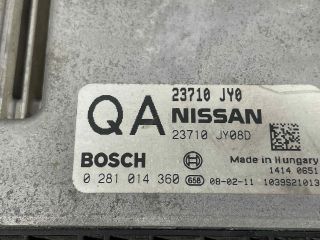 23710 JY0
QA NISSAN
23710 JY08D
BOSCH
Made in Hungary
1414 0651
0 281 014 360 658 08-02-11 1039S21013